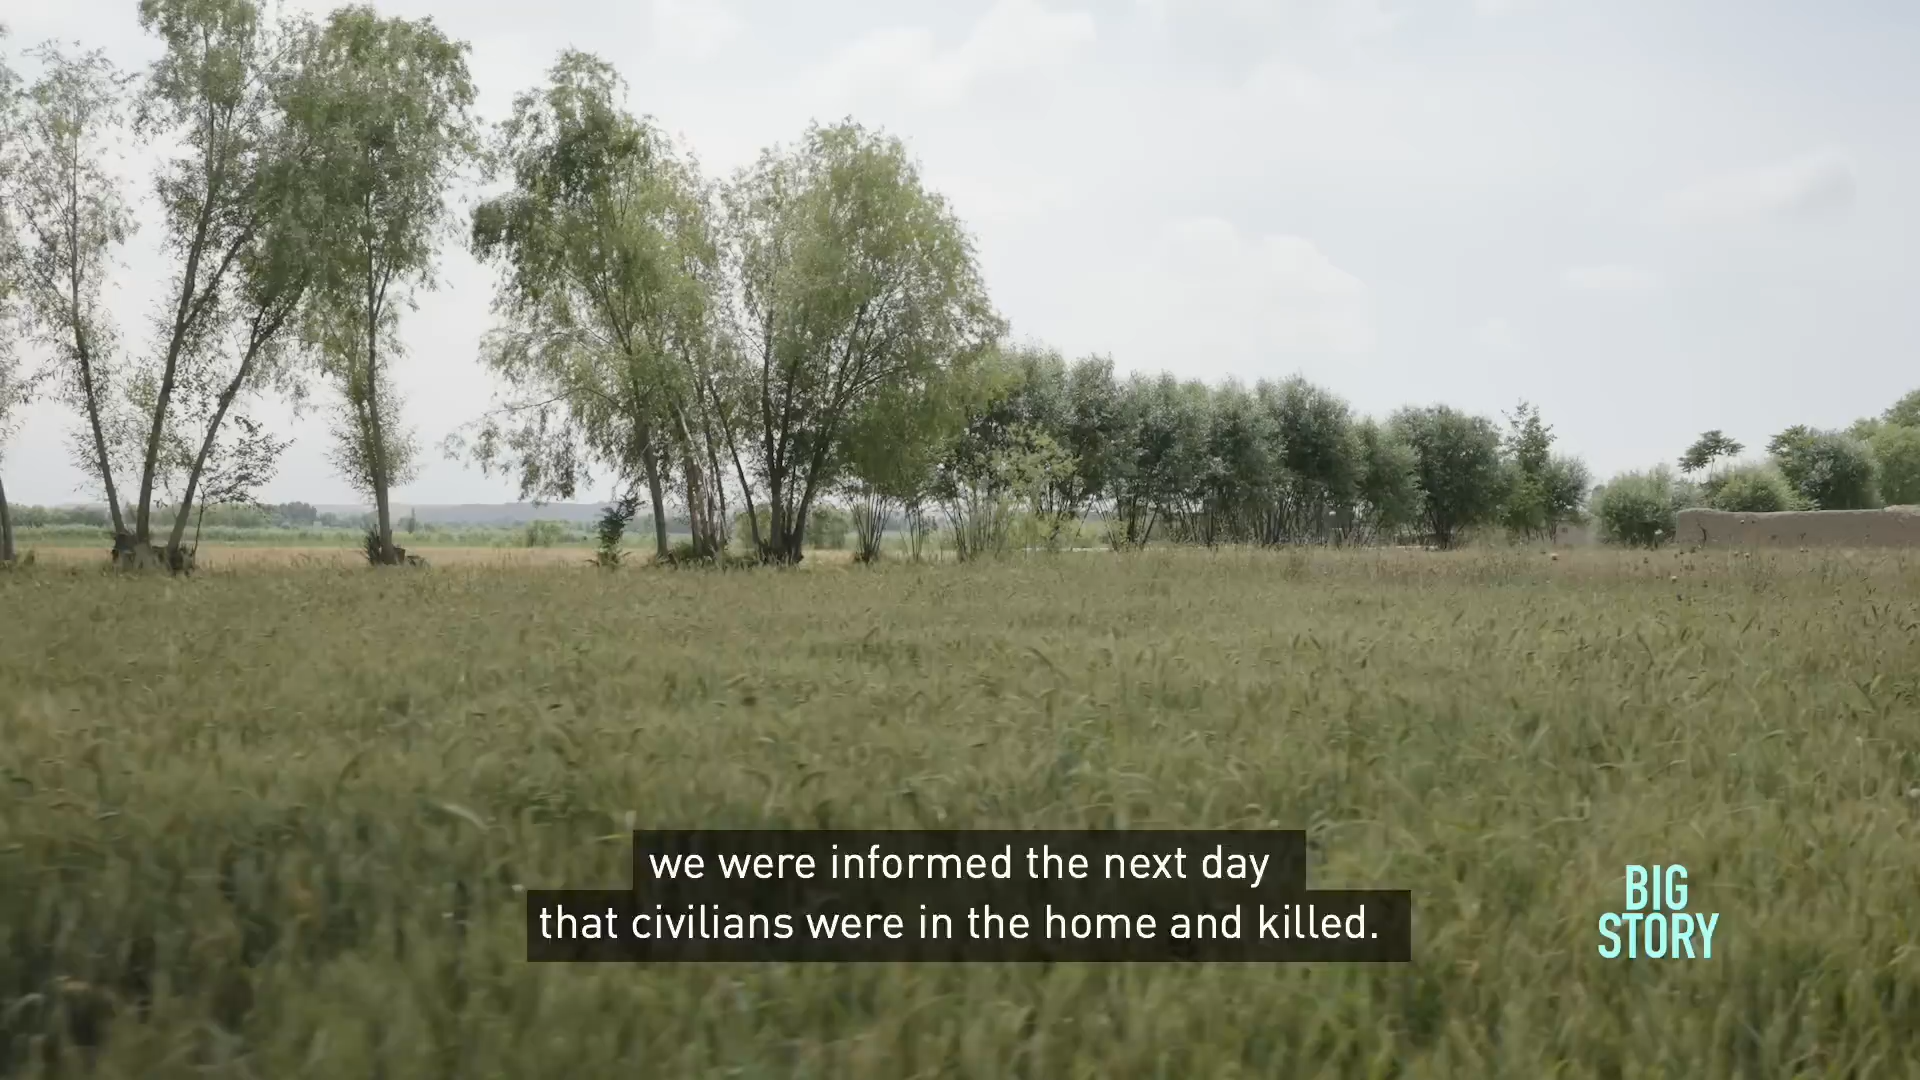 we were informed the next day
that civilians were in the home and killed.
BIG
STORY